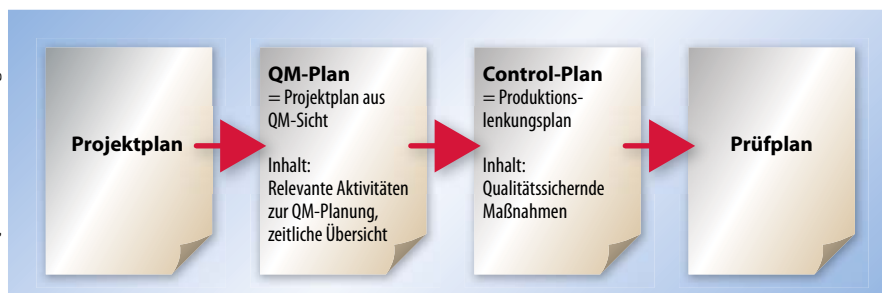 Projektplan
QM-Plan
= Projektplan aus
QM-Sicht
Inhalt:
Relevante Aktivitäten
zur QM-Planung,
zeitliche Übersicht
Control-Plan
= Produktions-
lenkungsplan
Inhalt:
Qualitätssichernde
Maßnahmen
Prüfplan